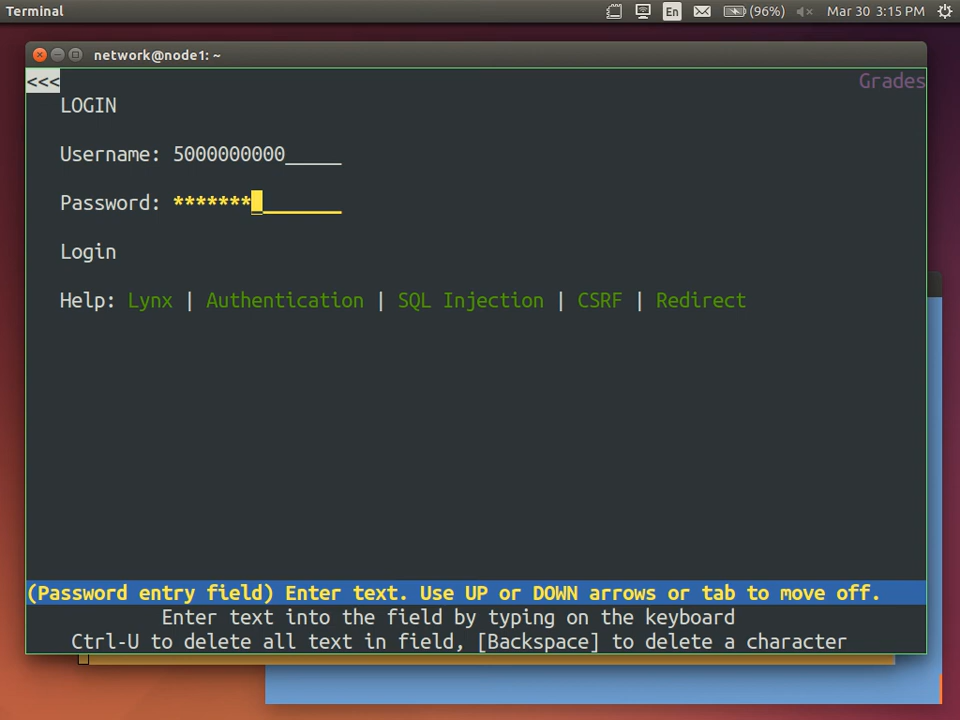 Terminal
En
(96%)
Mar 30 3:15 PM
network@node1: ~
<<<
Grades
LOGIN
Username: 5000000000_____
Password: *******________
Login
Help: Lynx | Authentication | SQL Injection | CSRF | Redirect
(Password entry field) Enter text. Use UP or DOWN arrows or tab to move off.
Enter text into the field by typing on the keyboard
Ctrl-U to delete all text in field, [Backspace] to delete a character